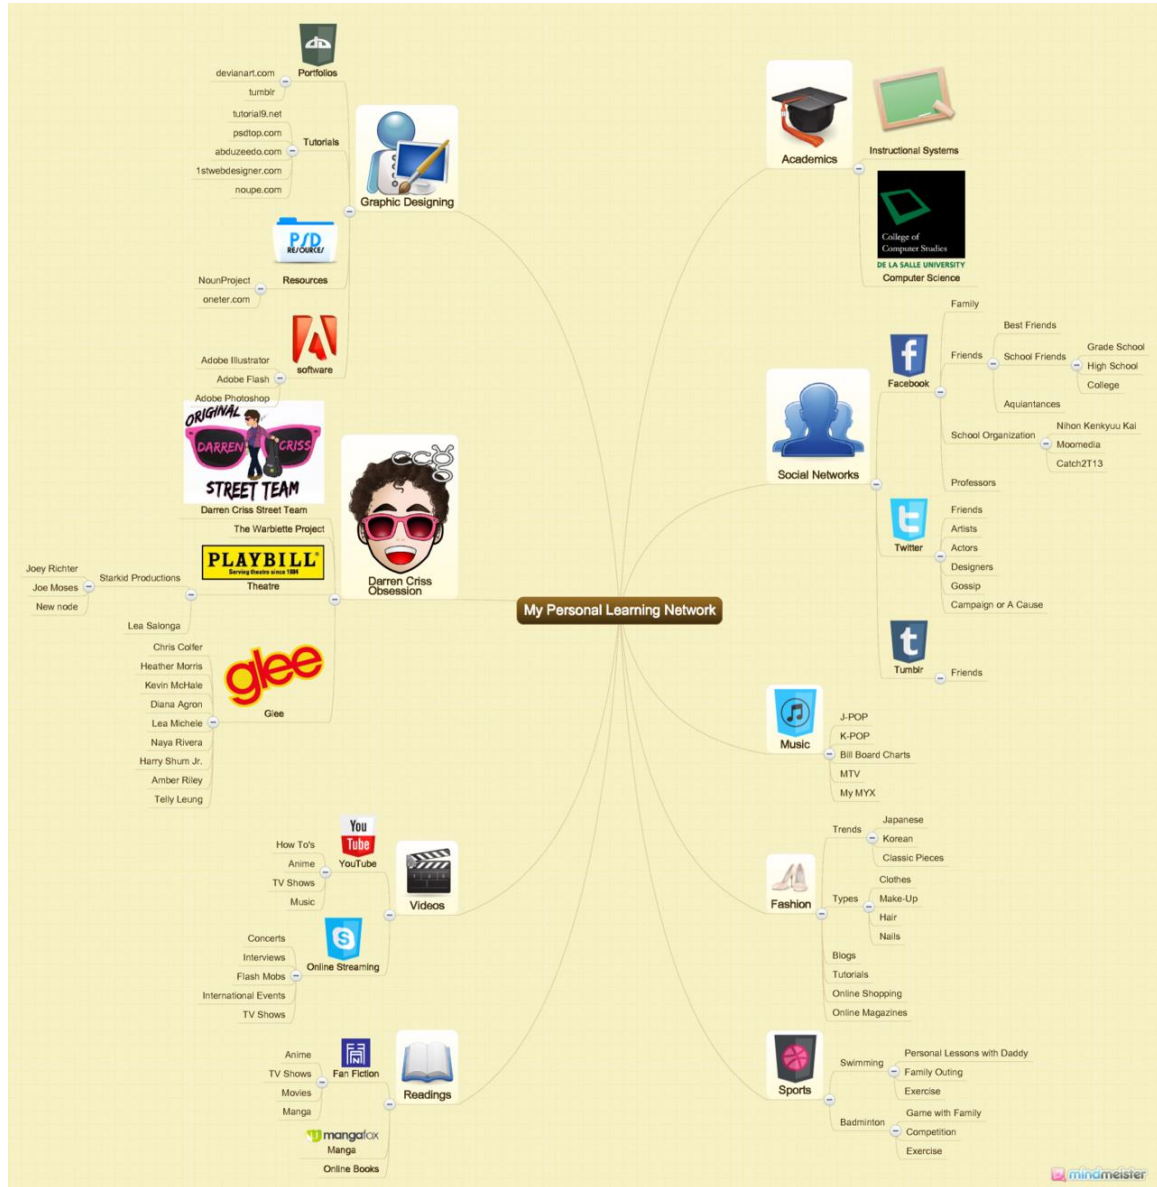 Portfolios
devianart.com
tumblr
Tutorials
tutorial9.net
psdtop.com
abduzeedo.com
1stwebdesigner.com
noupe.com
Graphic Designing
PSD
RESOURCES
Resources
NounProject
oneter.com
software
Adobe Illustrator
Adobe Flash
Adobe Photoshop
ORIGINAL
DARREN CRISS
STREET TEAM
Darren Criss Street Team
The Warblette Project
ccg
Darren Criss
Obsession
PLAYBILL®
Serving theatre since 1884
Theatre
Starkid Productions
Joey Richter
Joe Moses
New node
Lea Salonga
glee
Glee
Chris Colfer
Heather Morris
Kevin McHale
Diana Agron
Lea Michele
Naya Rivera
Harry Shum Jr.
Amber Riley
Telly Leung
You
Tube
YouTube
How To's
Anime
TV Shows
Music
Videos
Online Streaming
Concerts
Interviews
Flash Mobs
International Events
TV Shows
Fan Fiction
Anime
TV Shows
Movies
Manga
Readings
mangafox
Manga
Online Books
My Personal Learning Network
Academics
Instructional Systems
College of
Computer Studies
DE LA SALLE UNIVERSITY
Computer Science
Social Networks
f
Facebook
Family
Friends
Best Friends
School Friends
Grade School
High School
College
Aquiantances
School Organization
Nihon Kenkyuu Kai
Moomedia
Catch2T13
Professors
t
Twitter
Friends
Artists
Actors
Designers
Gossip
Campaign or A Cause
t
Tumblr
Friends
Music
J-POP
K-POP
Bill Board Charts
MTV
My MYX
Fashion
Trends
Japanese
Korean
Classic Pieces
Types
Clothes
Make-Up
Hair
Nails
Blogs
Tutorials
Online Shopping
Online Magazines
Sports
Swimming
Personal Lessons with Daddy
Family Outing
Exercise
Badminton
Game with Family
Competition
Exercise
mindmeister